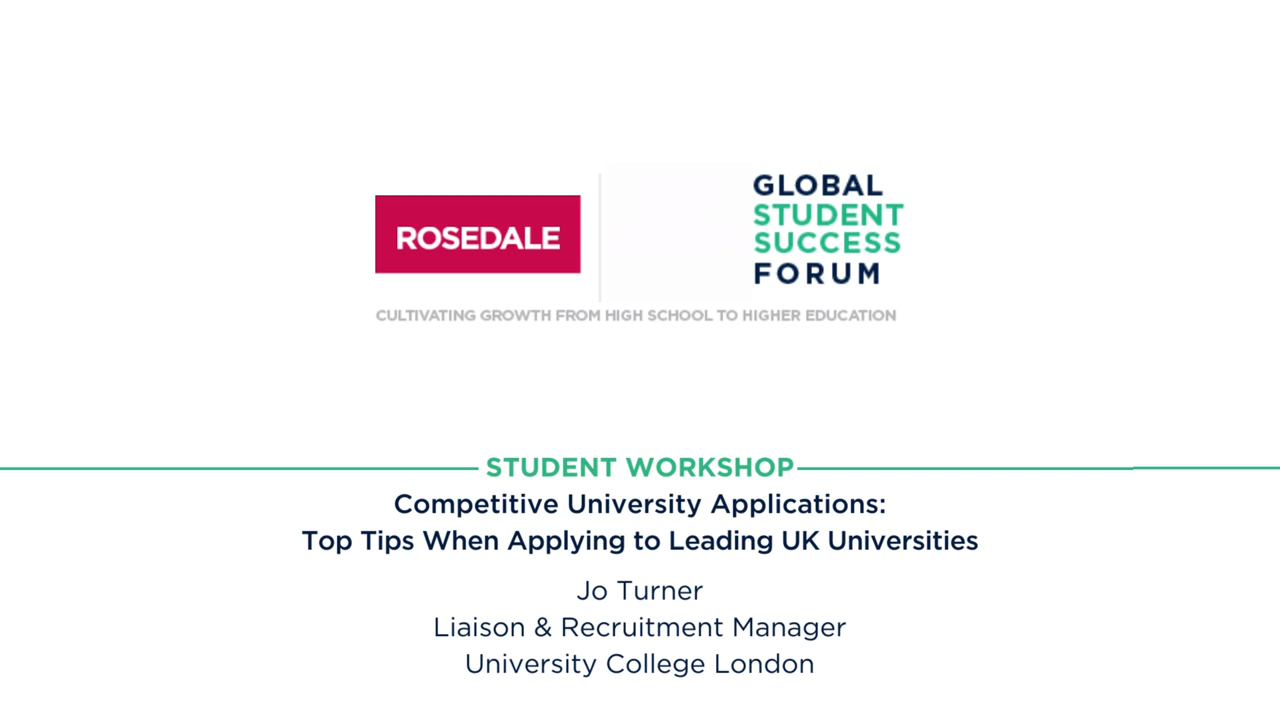 ROSEDALE
GLOBAL
STUDENT
SUCCESS
FORUM
CULTIVATING GROWTH FROM HIGH SCHOOL TO HIGHER EDUCATION
STUDENT WORKSHOP
Competitive University Applications:
Top Tips When Applying to Leading UK Universities
Jo Turner
Liaison & Recruitment Manager
University College London